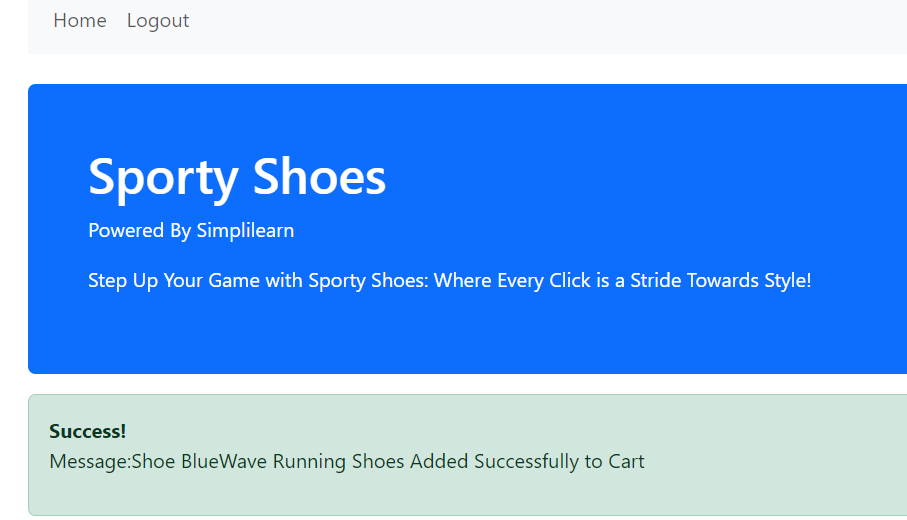 Home Logout
Sporty Shoes
Powered By Simplilearn
Step Up Your Game with Sporty Shoes: Where Every Click is a Stride Towards Style!
Success!
Message:Shoe BlueWave Running Shoes Added Successfully to Cart